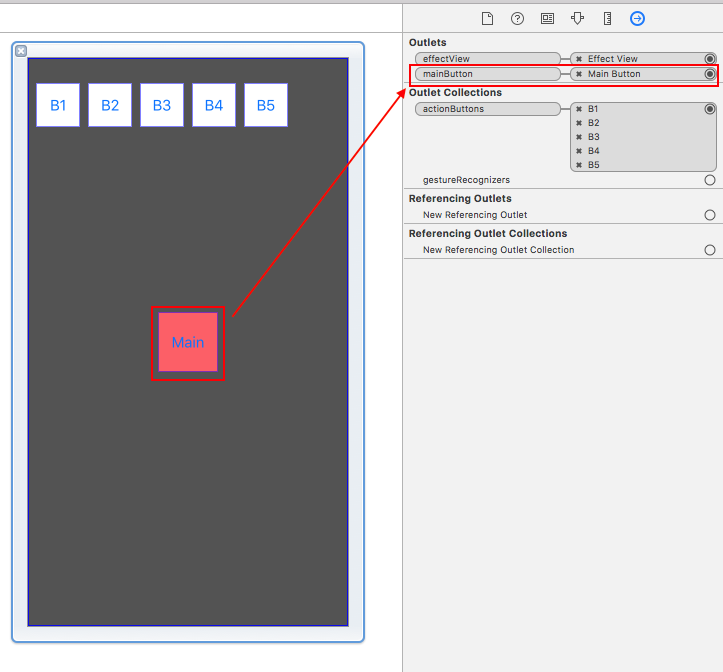 B1 B2 B3 B4 B5
Main
Outlets
effectView Effect View
mainButton Main Button
Outlet Collections
actionButtons B1
B2
B3
B4
B5
gestureRecognizers
Referencing Outlets
New Referencing Outlet
Referencing Outlet Collections
New Referencing Outlet Collection